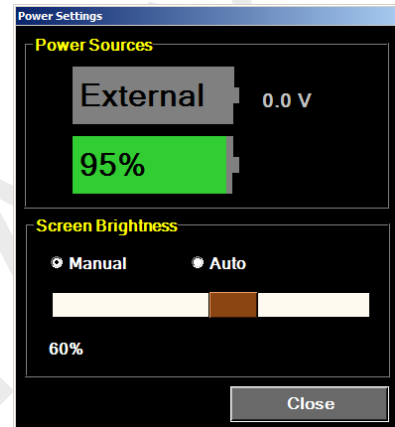 Power Settings
Power Sources
External 0.0 V
95%
Screen Brightness
Manual Auto
60%
Close